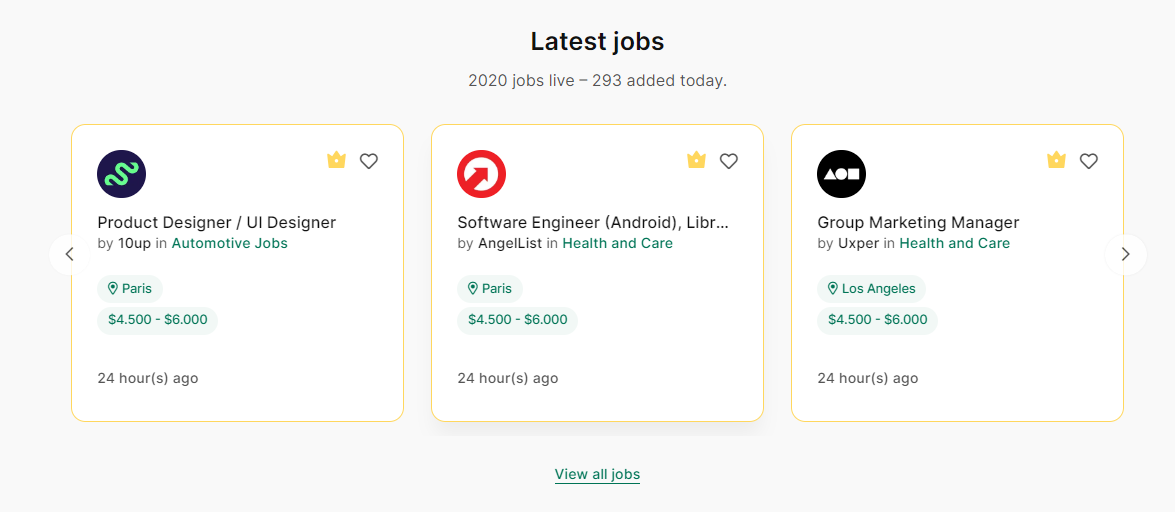 Latest jobs
2020 jobs live – 293 added today.
Product Designer / UI Designer
by 10up in Automotive Jobs
Paris
$4.500 - $6.000
24 hour(s) ago
Software Engineer (Android), Libr...
by AngelList in Health and Care
Paris
$4.500 - $6.000
24 hour(s) ago
Group Marketing Manager
by Uxper in Health and Care
Los Angeles
$4.500 - $6.000
24 hour(s) ago
View all jobs